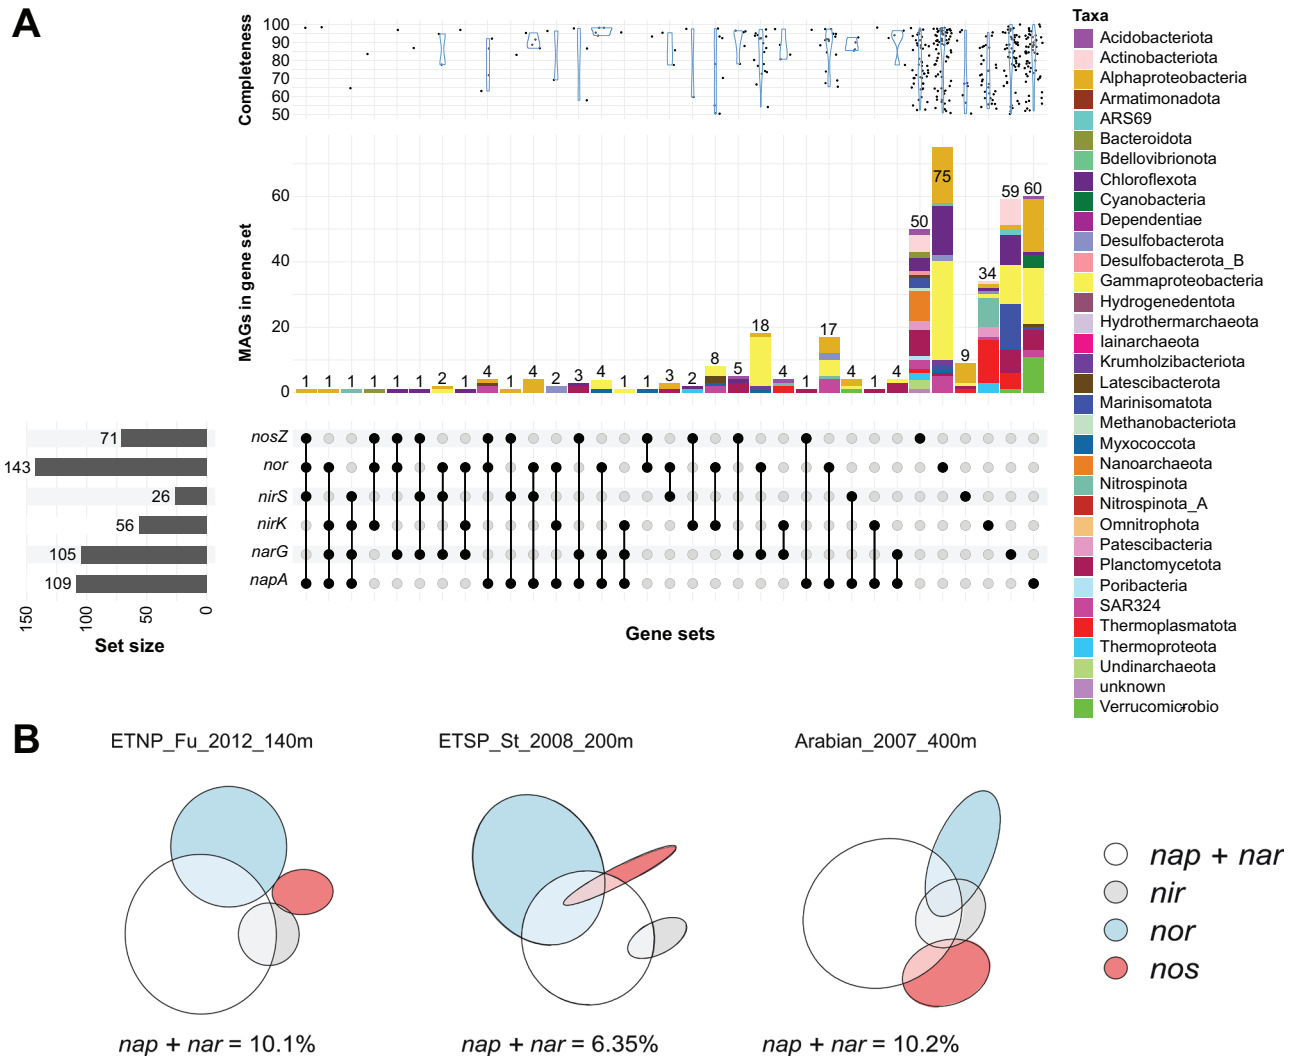 A
Completeness
100
90
80
70
60
50
MAGs in gene set
60
40
20
0
1 1 1 1 1 1 2 1 4 1 4 2 3 4 1 1 3 2 8 5 18 4 1 17 4 1 4 50 75 9 34 59 60
nosZ
nor
nirS
nirK
narG
napA
71
143
26
56
105
109
150 100 50 0
Set size
Gene sets
Taxa
Acidobacteriota
Actinobacteriota
Alphaproteobacteria
Armatimonadota
ARS69
Bacteroidota
Bdellovibrionota
Chloroflexota
Cyanobacteria
Dependentiae
Desulfobacterota
Desulfobacterota_B
Gammaproteobacteria
Hydrogenedentota
Hydrothermarchaeota
Iainarchaeota
Krumholzibacteriota
Latescibacterota
Marinisomatota
Methanobacteriota
Myxococcota
Nanoarchaeota
Nitrospinota
Nitrospinota_A
Omnitrophota
Patescibacteria
Planctomycetota
Poribacteria
SAR324
Thermoplasmatota
Thermoproteota
Undinarchaeota
unknown
Verrucomicrobio
B
ETNP_Fu_2012_140m
ETSP_St_2008_200m
Arabian_2007_400m
nap + nar = 10.1%
nap + nar = 6.35%
nap + nar = 10.2%
nap + nar
nir
nor
nos